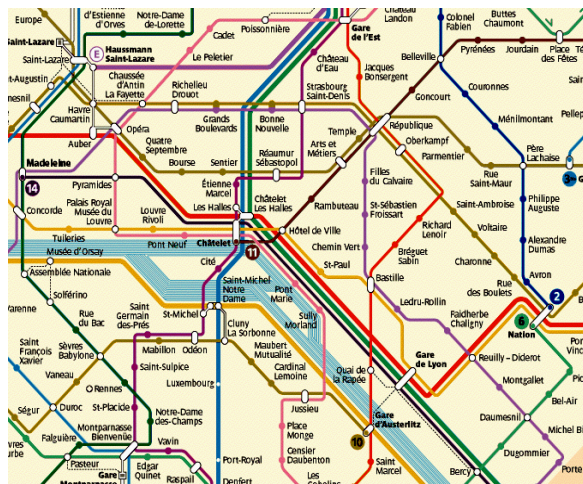 Europe
d'Estienne d'Orves
Notre-Dame-
de-Lorette
Cadet
Poissonnière
Gare
de l'Est
Château
Landon
Colonel
Fabien
Buttes
Chaumont
Place
des Fêtes
Saint-Lazare
Saint-Lazare
E
Haussmann
Saint-Lazare
Le Peletier
Château
d'Eau
Jacques
Bonsergent
Belleville
Pyrénées
Jourdain
St-Augustin
Chaussée
d'Antin
La Fayette
Richelieu
Drouot
Strasbourg
Saint-Denis
Goncourt
Couronnes
Havre
Caumartin
Opéra
Grands
Boulevards
Bonne
Nouvelle
Temple
République
Ménilmontant
Auber
Quatre
Septembre
Bourse
Sentier
Réaumur
Sébastopol
Arts et
Métiers
Oberkampf
Parmentier
Père
Lachaise
Rue
Saint-Maur
3
Madeleine
14
Pyramides
Étienne
Marcel
Filles
du Calvaire
Philippe
Auguste
Concorde
Palais Royal
Musée du
Louvre
Louvre
Rivoli
Les Halles
Châtelet
Les Halles
Rambuteau
St-Sébastien
Froissart
Saint-Ambroise
Richard
Lenoir
Voltaire
Alexandre
Dumas
Tuileries
Pont Neuf
Châtelet
11
Hôtel de Ville
Chemin Vert
Bréguet
Sabin
Charonne
Avron
Musée d'Orsay
Cité
St-Paul
Assemblée Nationale
Saint-Michel
Notre
Dame
Pont
Marie
Bastille
Rue
des Boulets
2
Solférino
Varenne
Saint
Germain
des-Prés
St-Michel
Sully
Morland
Ledru-Rollin
Faidherbe
Chaligny
6
Nation
Rue
du Bac
Cluny
La Sorbonne
Saint
François
Xavier
Sèvres
Babylone
Mabillon
Odéon
Maubert
Mutualité
Quai de
la Rapée
Gare
de Lyon
Reuilly – Diderot
Vaneau
Saint-Sulpice
Cardinal
Lemoine
Montgallet
Bel-Air
Rennes
Luxembourg
Jussieu
Ségur
Duroc
St-Placide
Notre-Dame
des-Champs
Gare
d'Austerlitz
10
Daumesnil
Michel Bi
Falguière
Montparnasse
Bienvenüe
Vavin
Place
Monge
Dugommier
Pasteur
Edgar
Quinet
Raspail
Port-Royal
Censier
Daubenton
Saint
Marcel
Bercy
Porte
Gare
Montparnasse
Denfert
Les
Gobelins